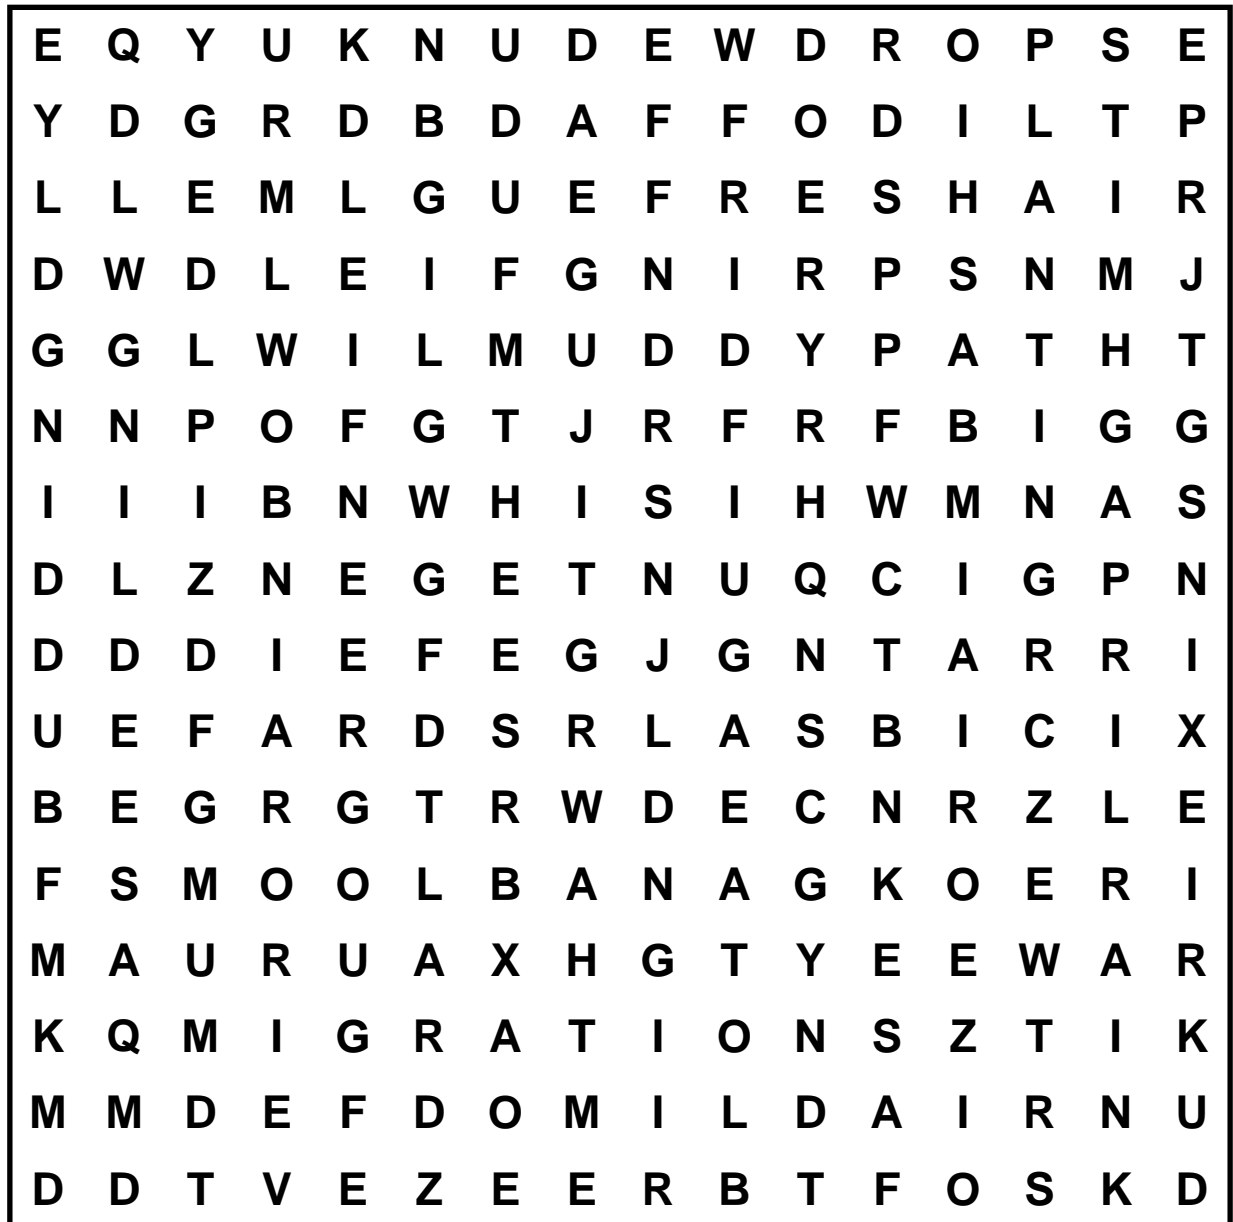 E Q Y U K N U D E W D R O P S E
Y D G R D B D A F F O D I L T P
L L E M L G U E F R E S H A I R
D W D L E I F G N I R P S N M J
G G L W I L M U D D Y P A T H T
N N P O F G T J R F R F B I G G
I I I B N W H I S I H W M N A S
D L Z N E G E T N U Q C I G P N
D D D I E F E G J G N T A R R I
U E F A R D S R L A S B I C I X
B E G R G T R W D E C N R Z L E
F S M O O L B A N A G K O E R I
M A U R U A X H G T Y E E W A R
K Q M I G R A T I O N S Z T I K
M M D E F D O M I L D A I R N U
D D T V E Z E E R B T F O S K D